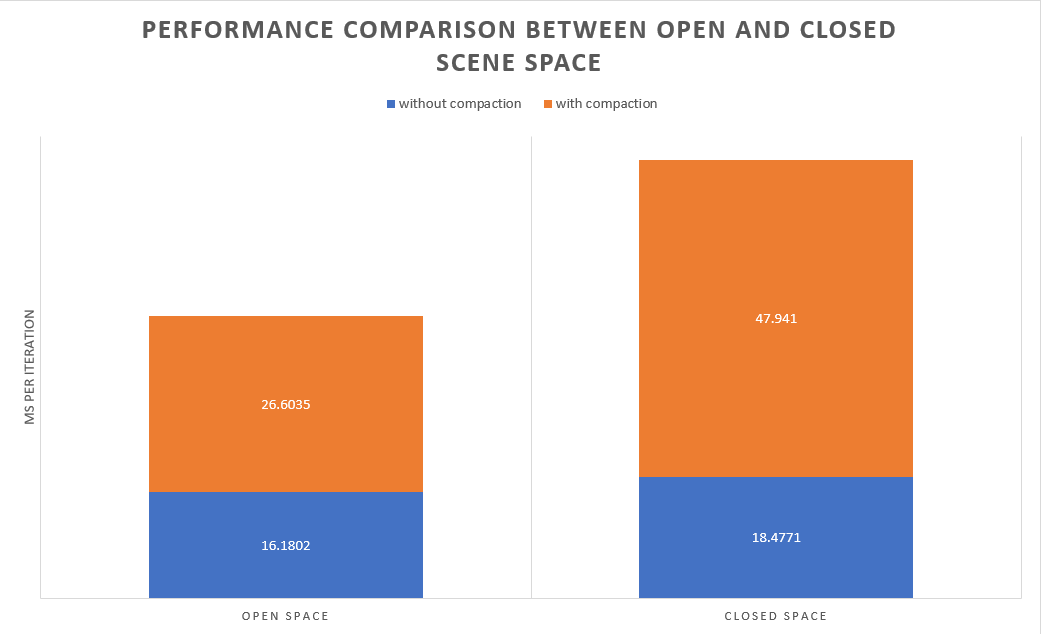 PERFORMANCE COMPARISON BETWEEN OPEN AND CLOSED
SCENE SPACE
without compaction
with compaction
MS PER ITERATION
47.941
26.6035
18.4771
16.1802
OPEN SPACE
CLOSED SPACE